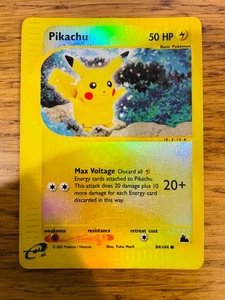 Pikachu 50 HP
Basic Pokémon
Max Voltage Discard all
Energy cards attached to Pikachu.
This attack does 20 damage plus 10
more damage for each Energy card
discarded in this way.
20+
weakness resistance retreat cost
Illus. Yuka Morii
84/144
e